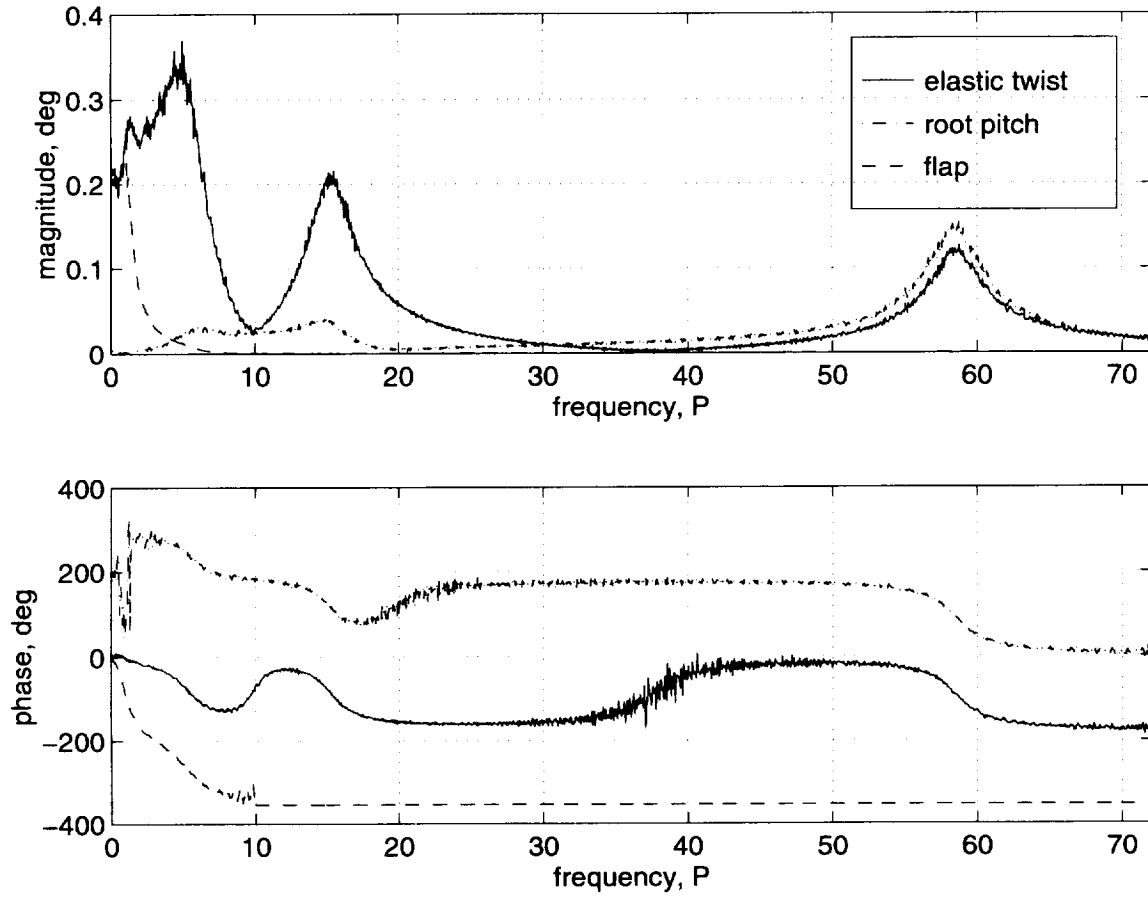 0.4
0.3
0.2
0.1
0
magnitude, deg
elastic twist
root pitch
flap
0 10 20 30 40 50 60 70
frequency, P
400
200
0
−200
−400
phase, deg
0 10 20 30 40 50 60 70
frequency, P